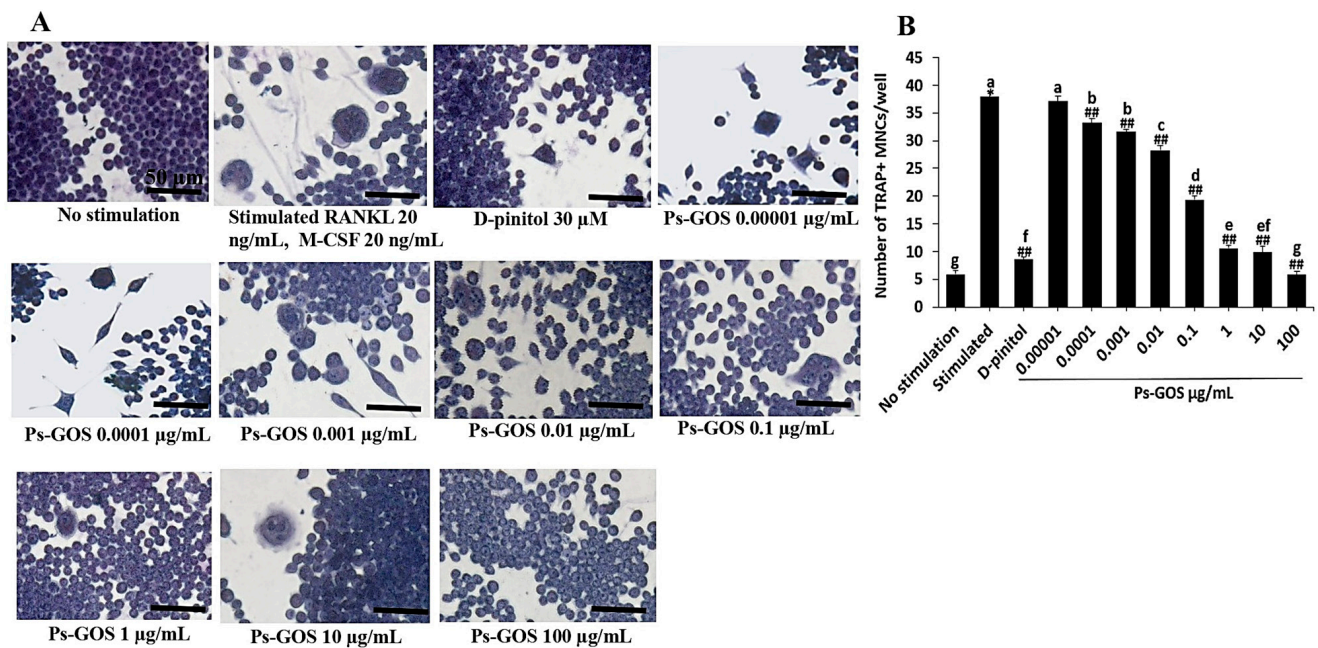 A
50 μm
No stimulation
Stimulated RANKL 20
ng/mL, M-CSF 20 ng/mL
D-pinitol 30 μM
Ps-GOS 0.00001 μg/mL
Ps-GOS 0.0001 μg/mL
Ps-GOS 0.001 μg/mL
Ps-GOS 0.01 μg/mL
Ps-GOS 0.1 μg/mL
Ps-GOS 1 μg/mL
Ps-GOS 10 μg/mL
Ps-GOS 100 μg/mL
B
Number of TRAP+ MNCs/well
45
40
35
30
25
20
15
10
5
0
g
a
*
f
##
a
b
##
b
##
c
##
d
##
e
##
ef
##
g
##
No stimulation
Stimulated
D-pinitol
0.00001
0.0001
0.001
0.01
0.1
1
10
100
Ps-GOS μg/mL